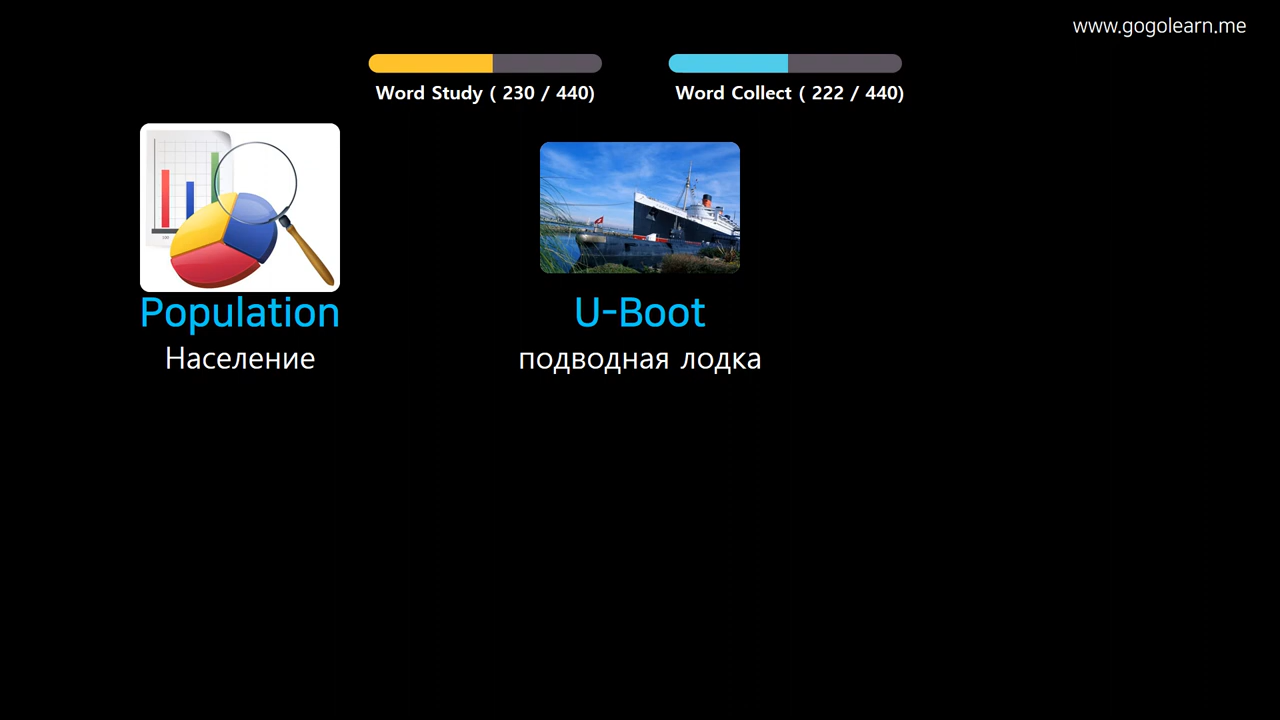 www.gogolearn.me
Word Study ( 230 / 440)
Word Collect ( 222 / 440)
Population
Население
U-Boot
подводная лодка